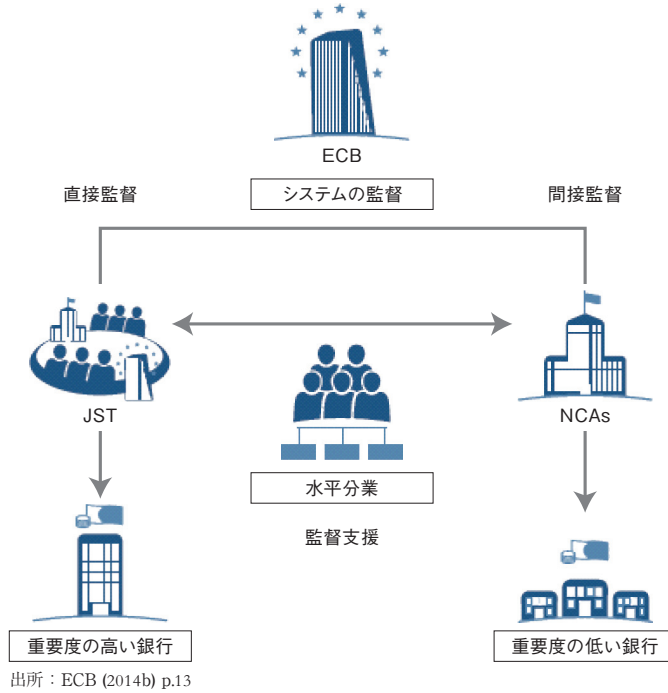 ECB
直接監督
システムの監督
間接監督
JST
NCAs
水平分業
監督支援
重要度の高い銀行
重要度の低い銀行
出所：ECB (2014b) p.13